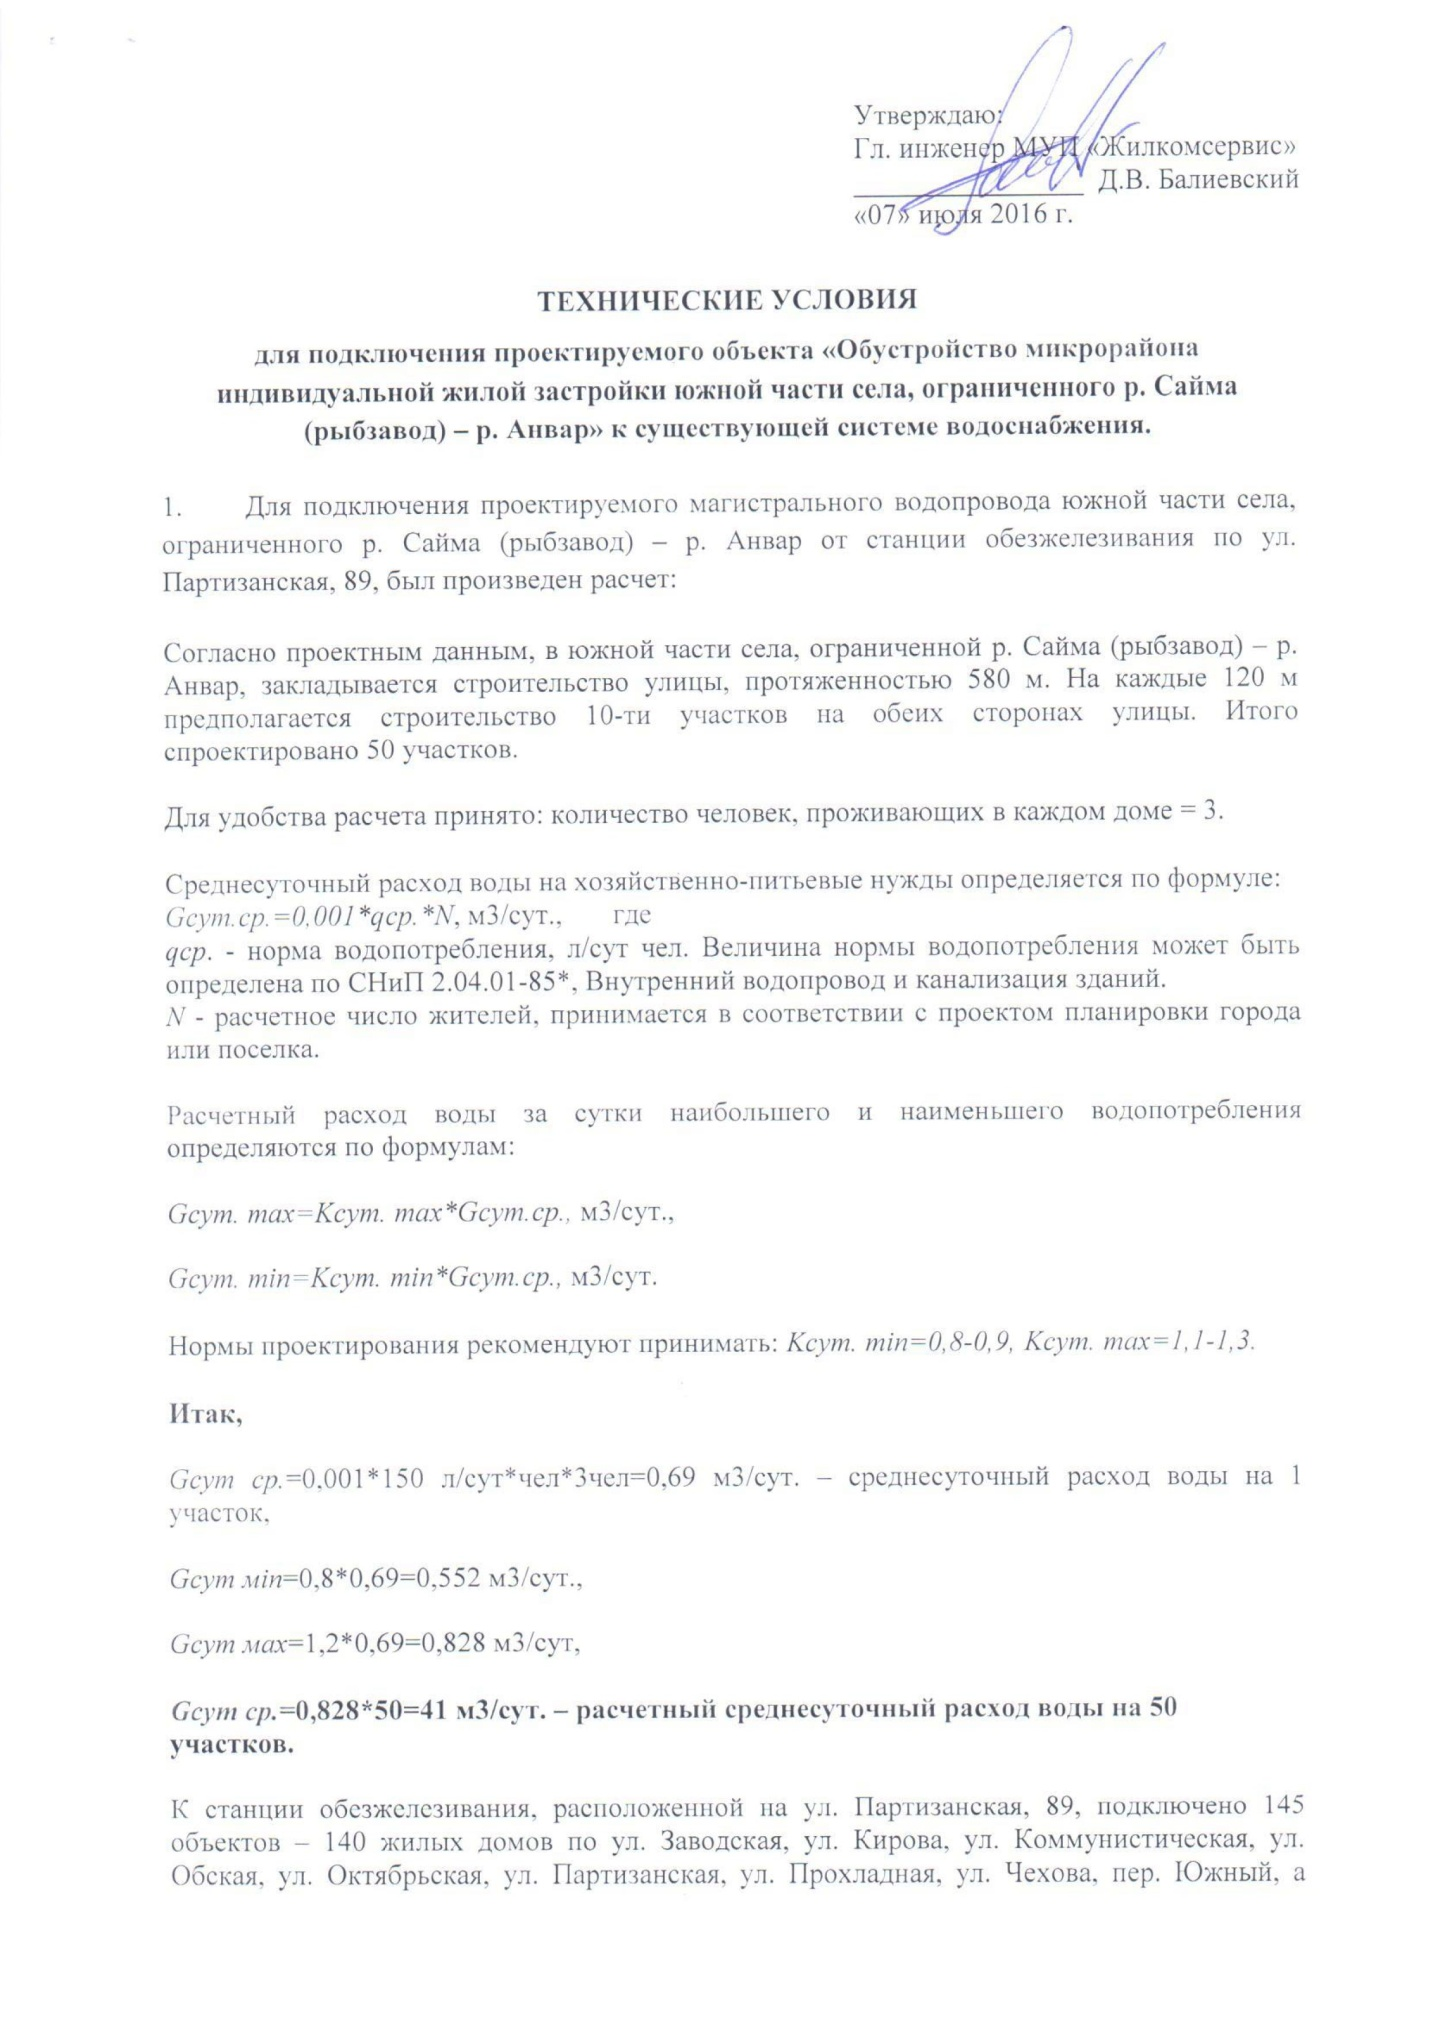 Утверждаю:
Гл. инженер МУП «Жилкомсервис»
Д.В. Балиевский
«07» июля 2016 г.
ТЕХНИЧЕСКИЕ УСЛОВИЯ
для подключения проектируемого объекта «Обустройство микрорайона
индивидуальной жилой застройки южной части села, ограниченного р. Сайма
(рыбзавод) – р. Анвар» к существующей системе водоснабжения.
1. Для подключения проектируемого магистрального водопровода южной части села,
ограниченного р. Сайма (рыбзавод) – р. Анвар от станции обезжелезивания по ул.
Партизанская, 89, был произведен расчет:
Согласно проектным данным, в южной части села, ограниченной р. Сайма (рыбзавод) – р.
Анвар, закладывается строительство улицы, протяженностью 580 м. На каждые 120 м
предполагается строительство 10-ти участков на обеих сторонах улицы. Итого
спроектировано 50 участков.
Для удобства расчета принято: количество человек, проживающих в каждом доме = 3.
Среднесуточный расход воды на хозяйственно-питьевые нужды определяется по формуле:
Gсут.ср.=0,001*qср.*N, м3/сут., где
qср. - норма водопотребления, л/сут чел. Величина нормы водопотребления может быть
определена по СНиП 2.04.01-85*, Внутренний водопровод и канализация зданий.
N - расчетное число жителей, принимается в соответствии с проектом планировки города
или поселка.
Расчетный расход воды за сутки наибольшего и наименьшего водопотребления
определяются по формулам:
Gсут. max=Kсут. max*Gсут.ср., м3/сут.,
Gсут. min=Kсут. min*Gсут.ср., м3/сут.
Нормы проектирования рекомендуют принимать: Kсут. min=0,8-0,9, Kсут. max=1,1-1,3.
Итак,
Gсут ср.=0,001*150 л/сут*чел*3чел=0,69 м3/сут. – среднесуточный расход воды на 1
участок,
Gсут мin=0,8*0,69=0,552 м3/сут.,
Gсут мах=1,2*0,69=0,828 м3/сут,
Gсут ср.=0,828*50=41 м3/сут. – расчетный среднесуточный расход воды на 50
участков.
К станции обезжелезивания, расположенной на ул. Партизанская, 89, подключено 145
объектов – 140 жилых домов по ул. Заводская, ул. Кирова, ул. Коммунистическая, ул.
Обская, ул. Октябрьская, ул. Партизанская, ул. Прохладная, ул. Чехова, пер. Южный, а